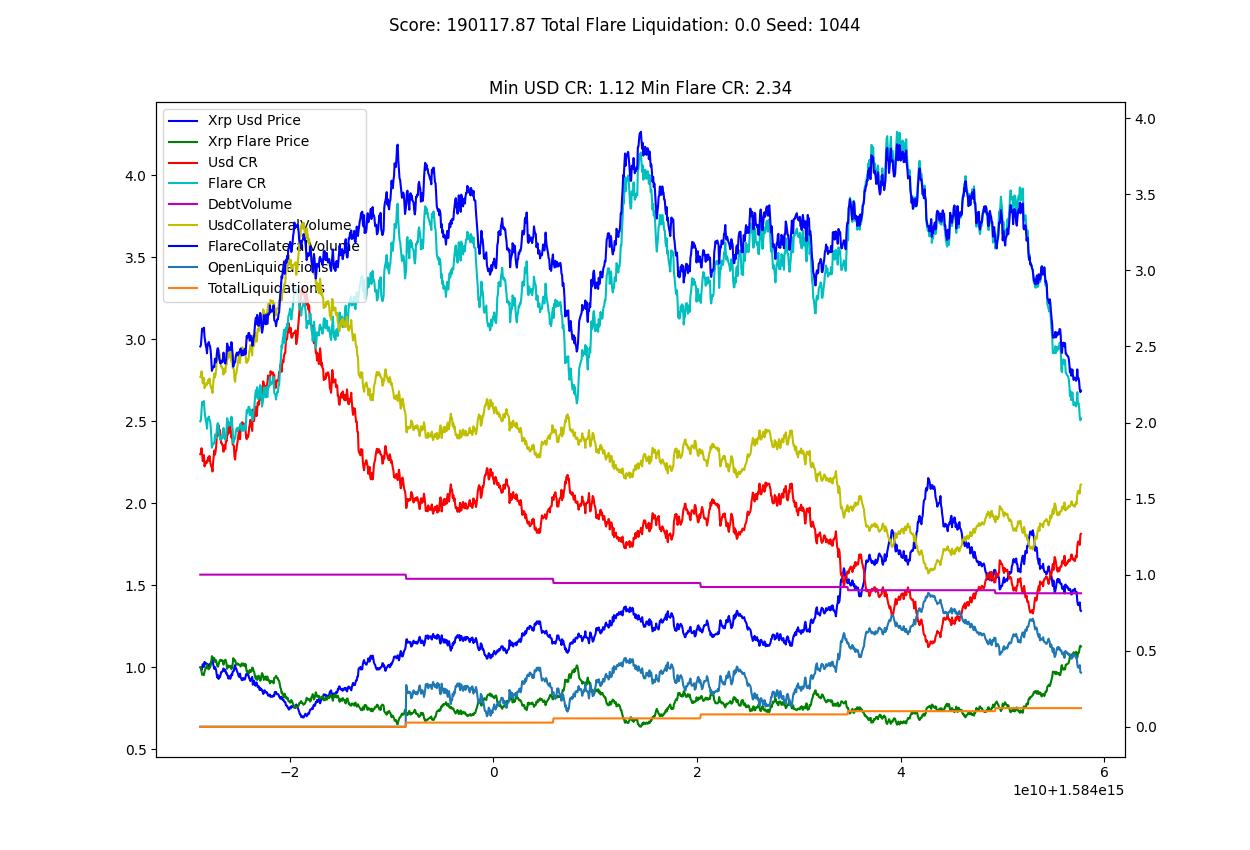 Score: 190117.87 Total Flare Liquidation: 0.0 Seed: 1044
Min USD CR: 1.12 Min Flare CR: 2.34
Xrp Usd Price
Xrp Flare Price
Usd CR
Flare CR
DebtVolume
UsdCollateralVolume
FlareCollateralVolume
OpenLiquidations
TotalLiquidations
4.0
3.5
3.0
2.5
2.0
1.5
1.0
0.5
4.0
3.5
3.0
2.5
2.0
1.5
1.0
0.5
0.0
−2
0
2
4
6
1e10+1.584e15